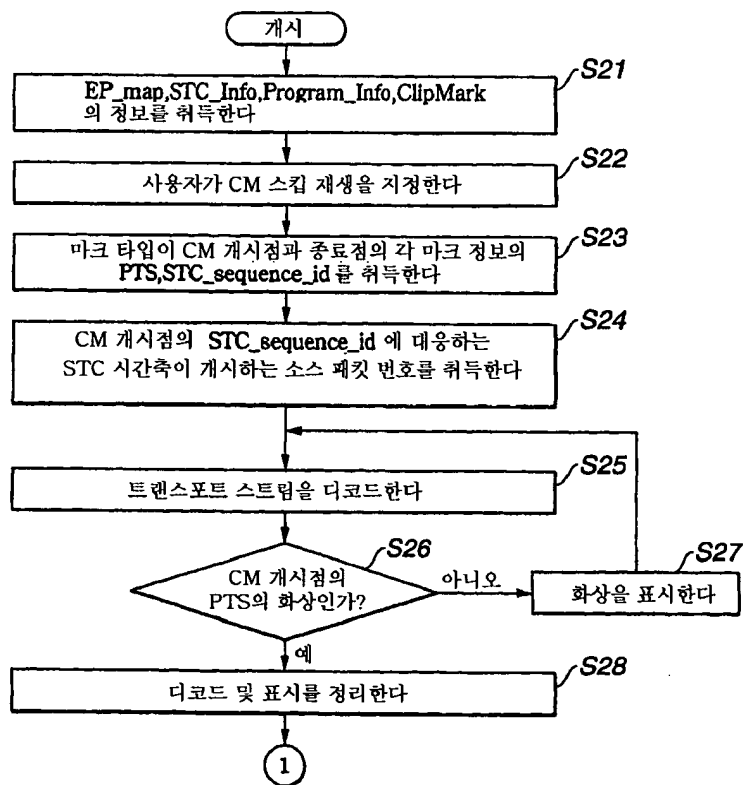 개시
S21
EP_map,STC_Info,Program_Info,ClipMark
의 정보를 취득한다
S22
사용자가 CM 스킵 재생을 지정한다
S23
마크 타입이 CM 개시점과 종료점의 각 마크 정보의
PTS,STC_sequence_id 를 취득한다
S24
CM 개시점의 STC_sequence_id 에 대응하는
STC 시간축이 개시하는 소스 패킷 번호를 취득한다
S25
트랜스포트 스트림을 디코드한다
S26
CM 개시점의
PTS의 화상인가?
아니오
S27
화상을 표시한다
예
S28
디코드 및 표시를 정리한다
1